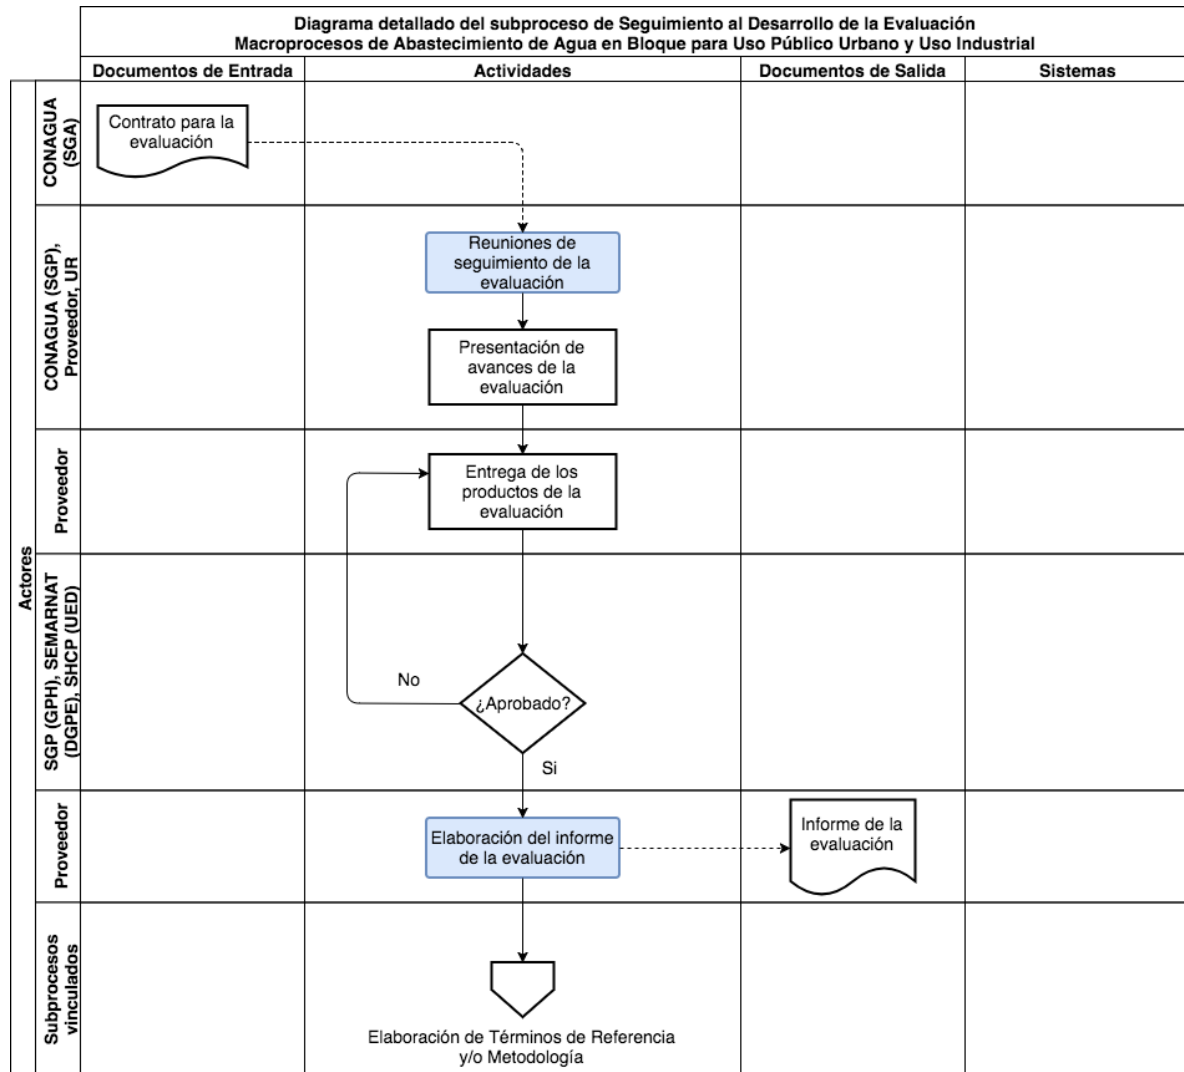 Diagrama detallado del subproceso de Seguimiento al Desarrollo de la Evaluación
Macroprocesos de Abastecimiento de Agua en Bloque para Uso Público Urbano y Uso Industrial
Documentos de Entrada
Actividades
Documentos de Salida
Sistemas
Actores
CONAGUA
(SGA)
Contrato para la
evaluación
CONAGUA (SGP),
Proveedor, UR
Reuniones de
seguimiento de la
evaluación
Presentación de
avances de la
evaluación
Proveedor
Entrega de los
productos de la
evaluación
SGP (GPH), SEMARNAT
(DGPE), SHCP (UED)
No
¿Aprobado?
Si
Proveedor
Elaboración del informe
de la evaluación
Informe de la
evaluación
Subprocesos
vinculados
Elaboración de Términos de Referencia
y/o Metodología